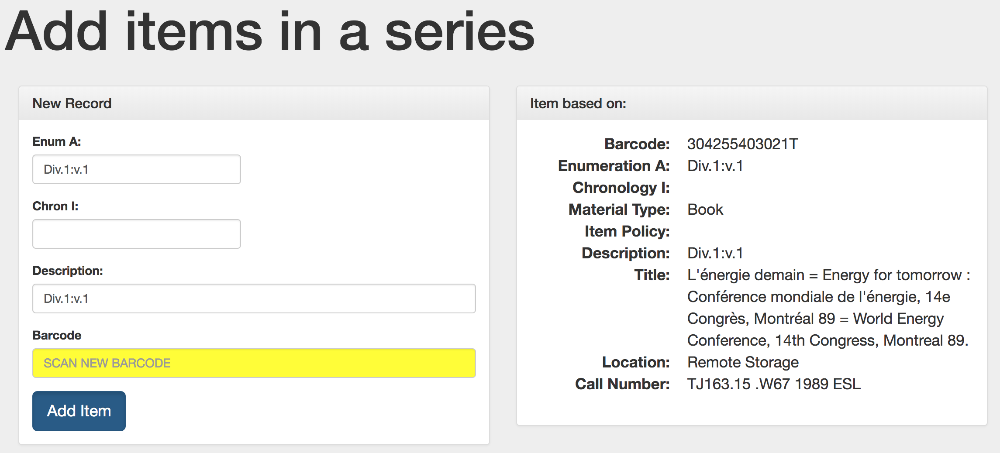 Add items in a series
New Record
Enum A:
Div.1:v.1
Chron I:
Description:
Div.1:v.1
Barcode
SCAN NEW BARCODE
Add Item
Item based on:
Barcode: 304255403021T
Enumeration A: Div.1:v.1
Chronology I:
Material Type: Book
Item Policy:
Description: Div.1:v.1
Title: L'énergie demain = Energy for tomorrow :
Conférence mondiale de l'énergie, 14e
Congrès, Montréal 89 = World Energy
Conference, 14th Congress, Montreal 89.
Location: Remote Storage
Call Number: TJ163.15 .W67 1989 ESL